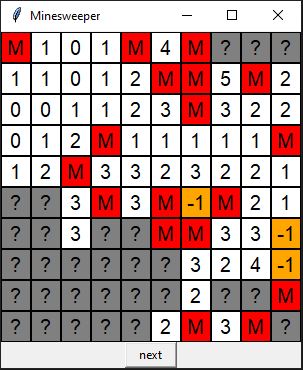 Minesweeper
M 1 0 1 M 4 M ? ? ?
1 1 0 1 2 M M 5 M 2
0 0 1 1 2 3 M 3 2 2
0 1 2 M 1 1 1 1 1 M
1 2 M 3 3 2 3 2 2 1
? ? 3 M 3 M -1 M 2 1
? ? 3 ? ? M M 3 3 -1
? ? ? ? ? ? 3 2 4 -1
? ? ? ? ? ? 2 ? ? M
? ? ? ? ? 2 M 3 M ?
next